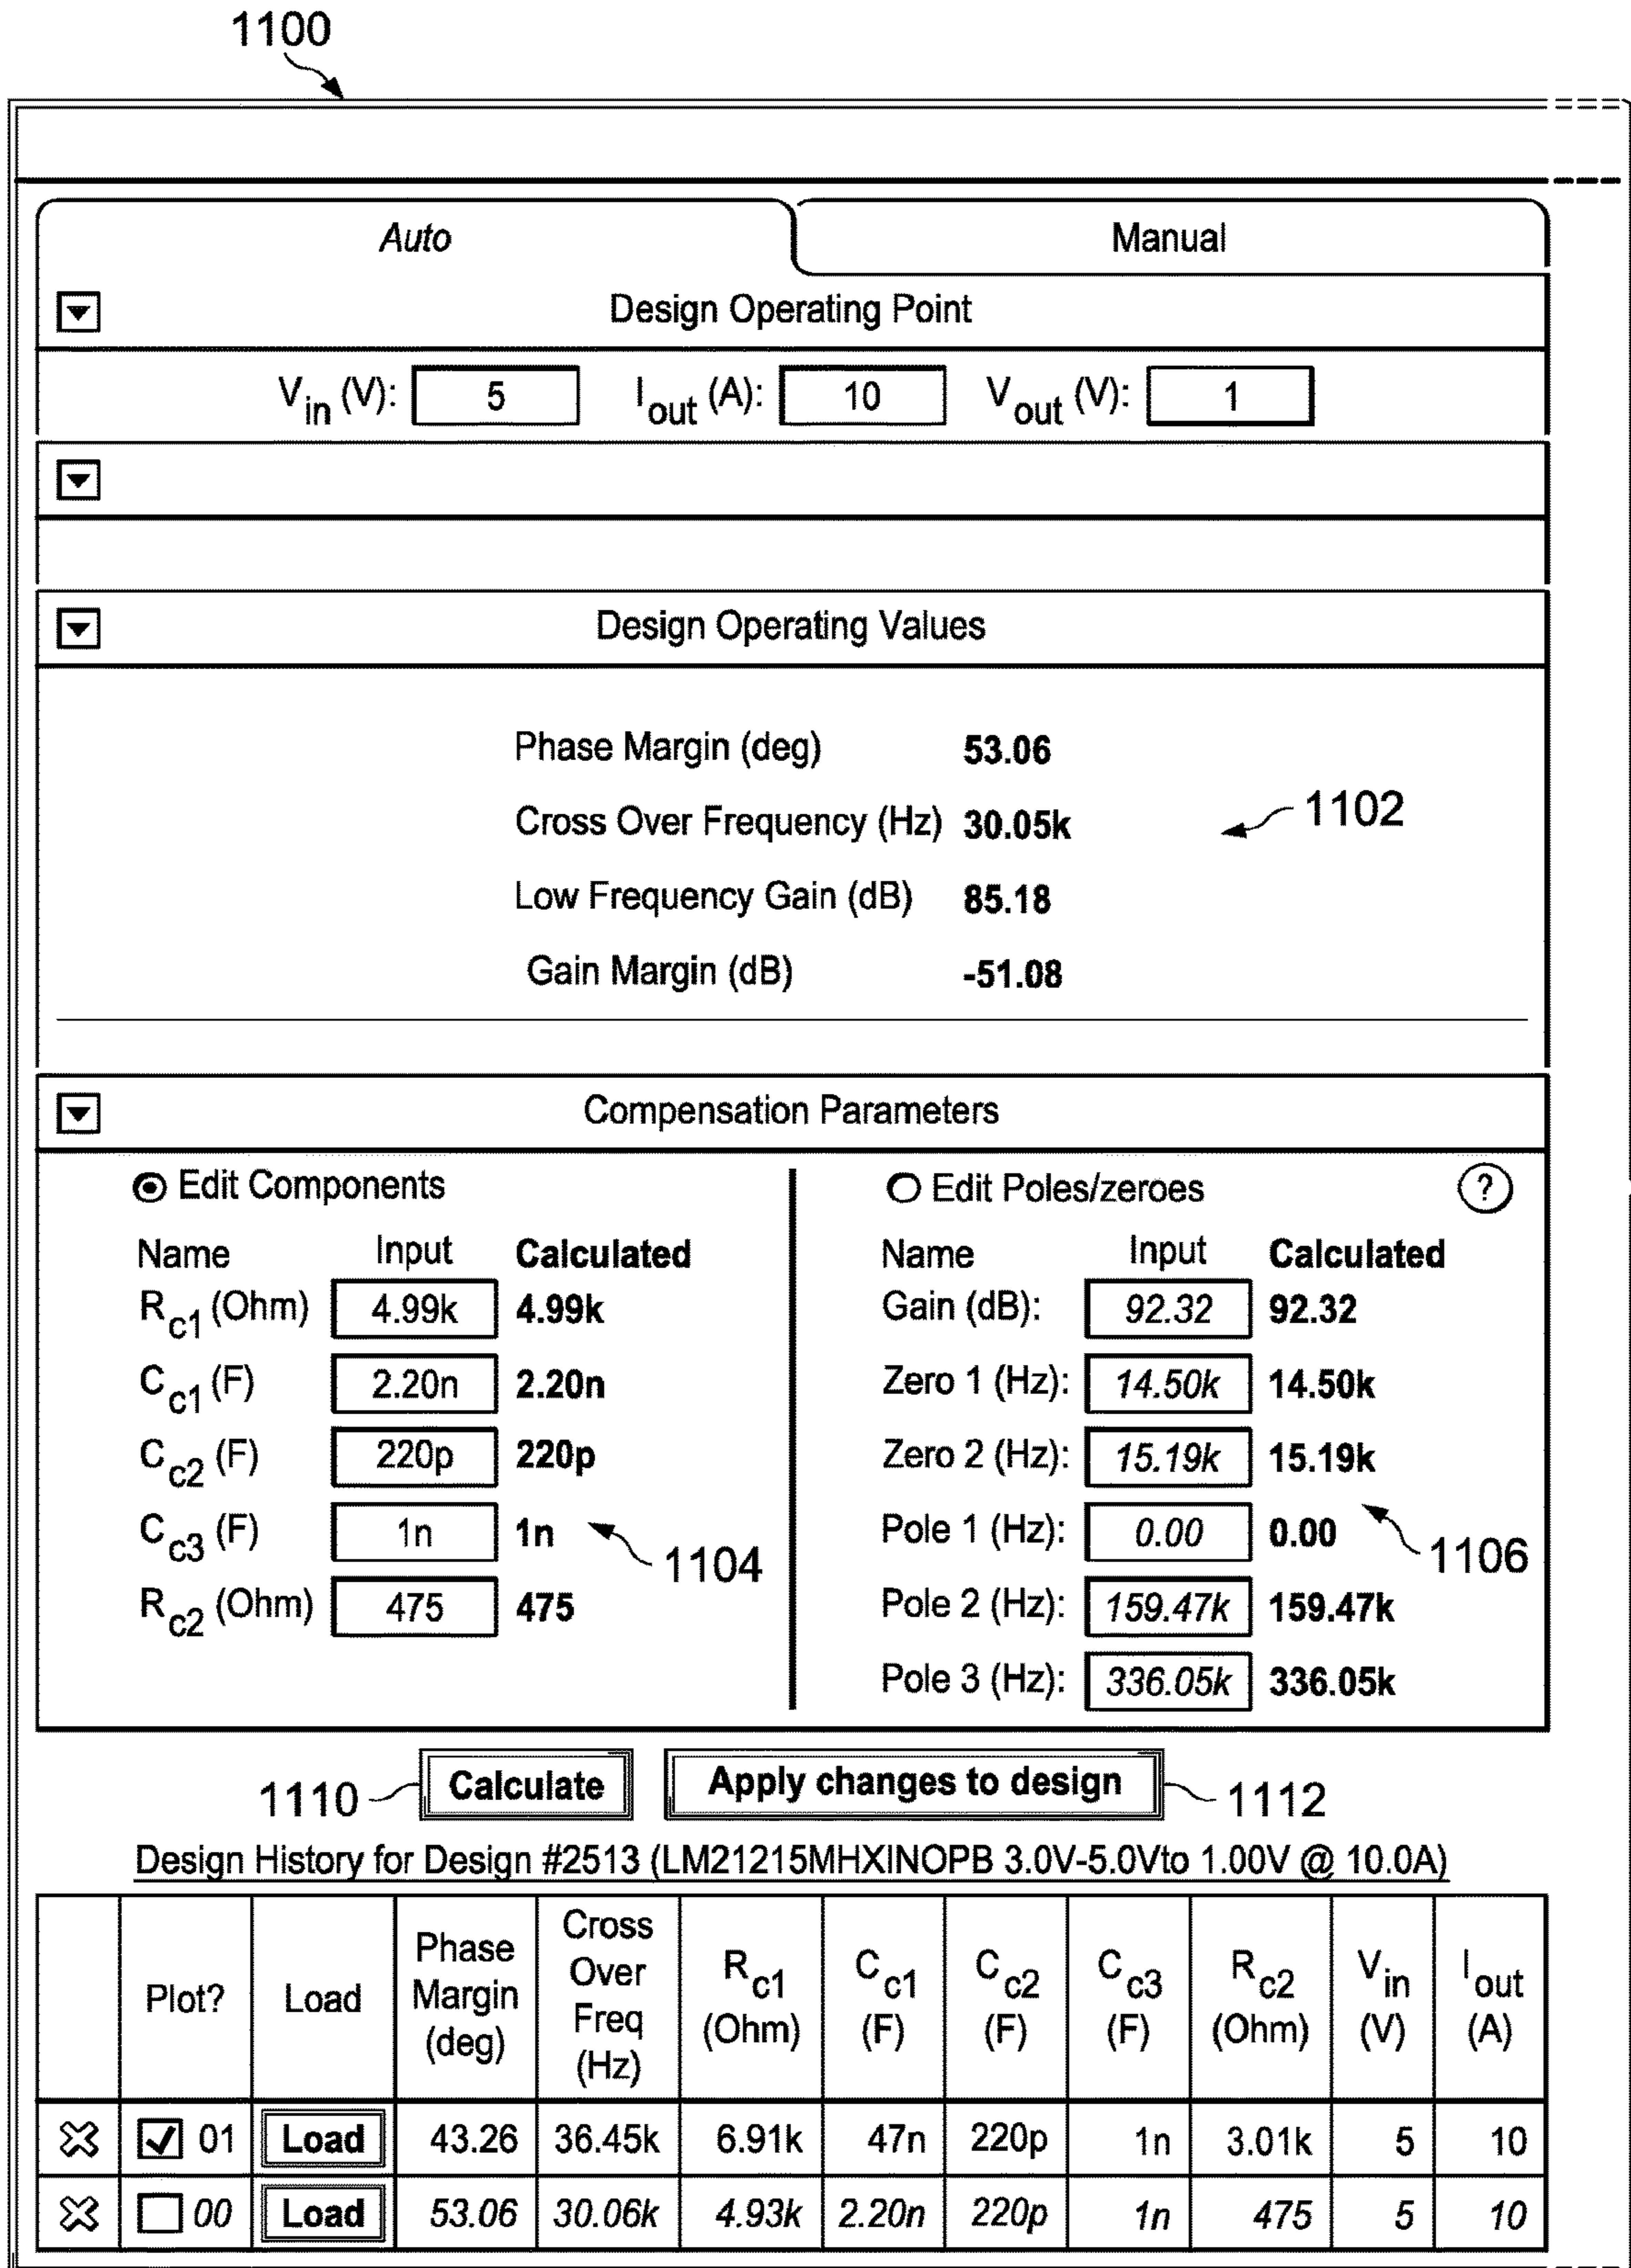 1100
Auto Manual
Design Operating Point
Vin (V): 5 Iout (A): 10 Vout (V): 1
Design Operating Values
Phase Margin (deg) 53.06
Cross Over Frequency (Hz) 30.05k 1102
Low Frequency Gain (dB) 85.18
Gain Margin (dB) -51.08
Compensation Parameters
Edit Components Edit Poles/zeroes ?
Name Input Calculated Name Input Calculated
Rc1 (Ohm) 4.99k 4.99k Gain (dB): 92.32 92.32
Cc1 (F) 2.20n 2.20n Zero 1 (Hz): 14.50k 14.50k
Cc2 (F) 220p 220p Zero 2 (Hz): 15.19k 15.19k
Cc3 (F) 1n 1n 1104 Pole 1 (Hz): 0.00 0.00 1106
Rc2 (Ohm) 475 475 Pole 2 (Hz): 159.47k 159.47k
Pole 3 (Hz): 336.05k 336.05k
1110 Calculate Apply changes to design 1112
Design History for Design #2513 (LM21215MHXINOPB 3.0V-5.0Vto 1.00V @ 10.0A)
Plot? Load Phase Margin (deg) Cross Over Freq (Hz) Rc1 (Ohm) Cc1 (F) Cc2 (F) Cc3 (F) Rc2 (Ohm) Vin (V) Iout (A)
01 Load 43.26 36.45k 6.91k 47n 220p 1n 3.01k 5 10
00 Load 53.06 30.06k 4.93k 2.20n 220p 1n 475 5 10